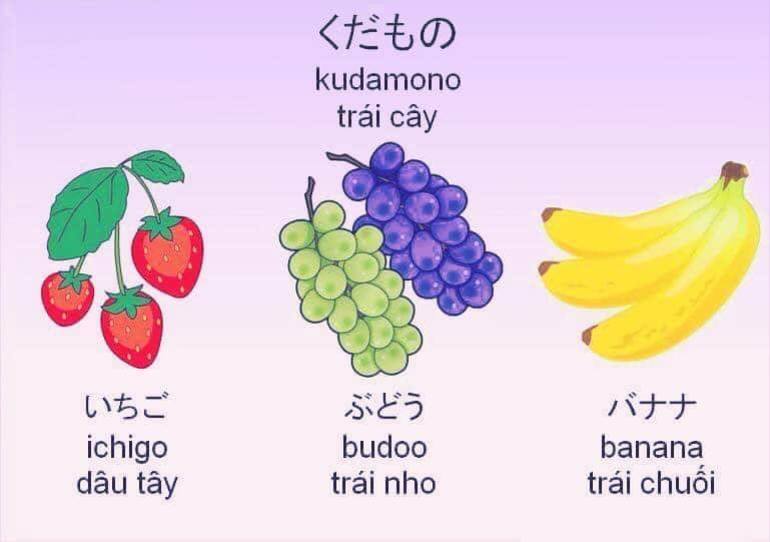 くだもの
kudamono
trái cây
いちご
ichigo
dâu tây
ぶどう
budoo
trái nho
バナナ
banana
trái chuối